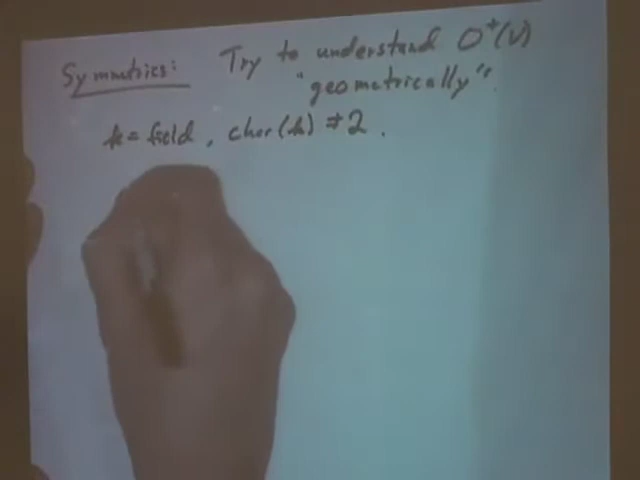 Symmetries: Try to understand O⁺(V)
"geometrically".
k = field, char(k) ≠ 2.